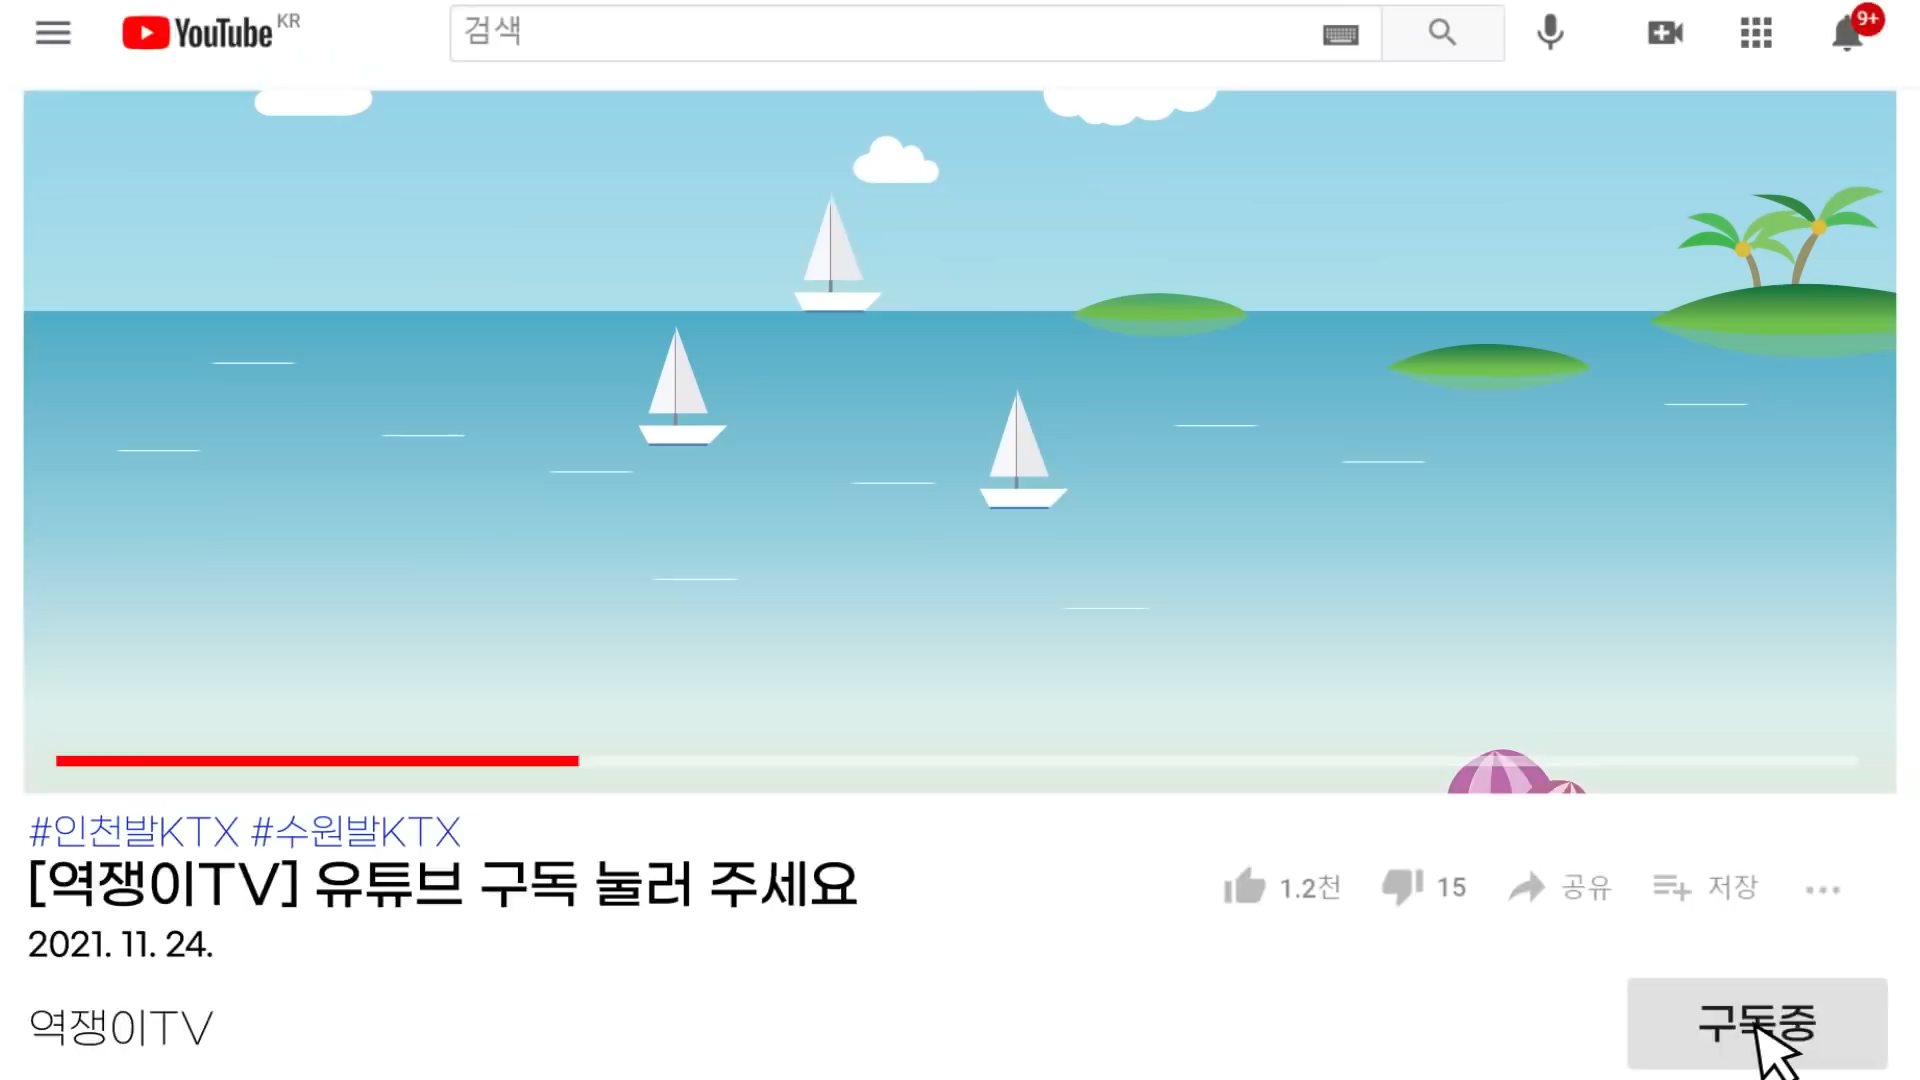 YouTube KR
검색
9+
#인천발KTX #수원발KTX
[역쟁이TV] 유튜브 구독 눌러 주세요
1.2천 15 공유 저장
2021. 11. 24.
역쟁이TV
구독중